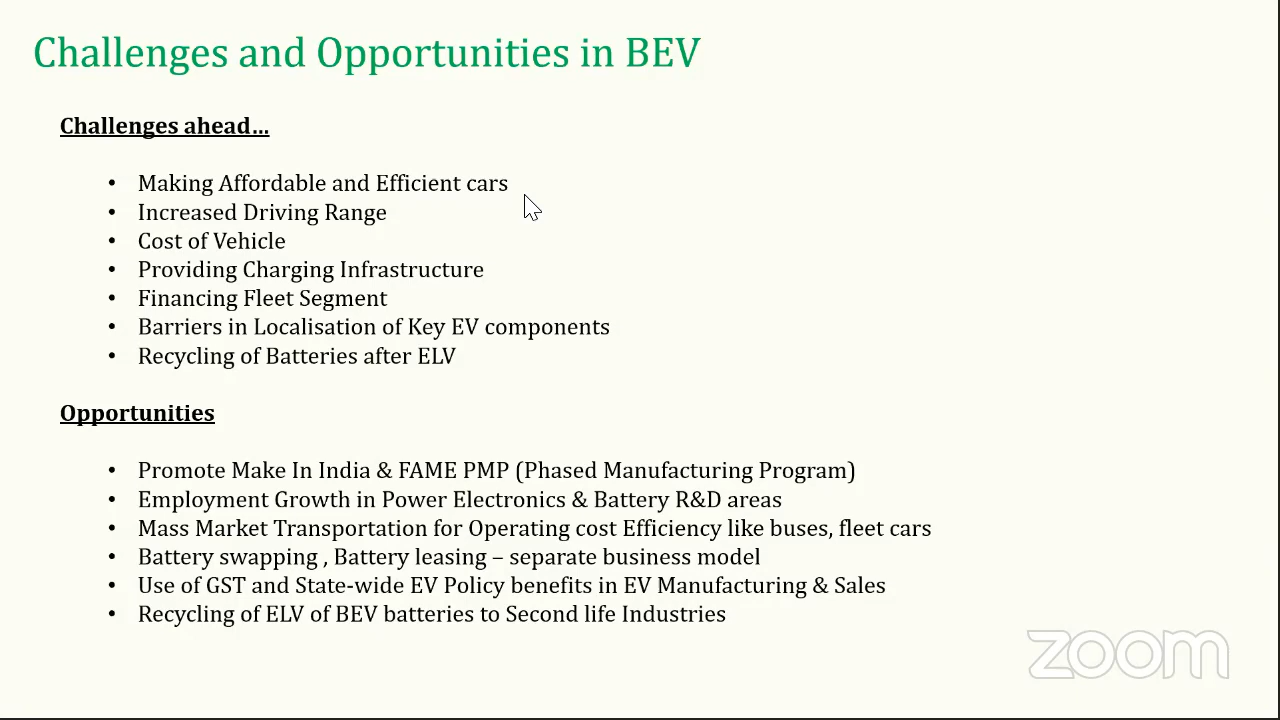 Challenges and Opportunities in BEV
Challenges ahead...
• Making Affordable and Efficient cars
• Increased Driving Range
• Cost of Vehicle
• Providing Charging Infrastructure
• Financing Fleet Segment
• Barriers in Localisation of Key EV components
• Recycling of Batteries after ELV
Opportunities
• Promote Make In India & FAME PMP (Phased Manufacturing Program)
• Employment Growth in Power Electronics & Battery R&D areas
• Mass Market Transportation for Operating cost Efficiency like buses, fleet cars
• Battery swapping , Battery leasing – separate business model
• Use of GST and State-wide EV Policy benefits in EV Manufacturing & Sales
• Recycling of ELV of BEV batteries to Second life Industries
zoom